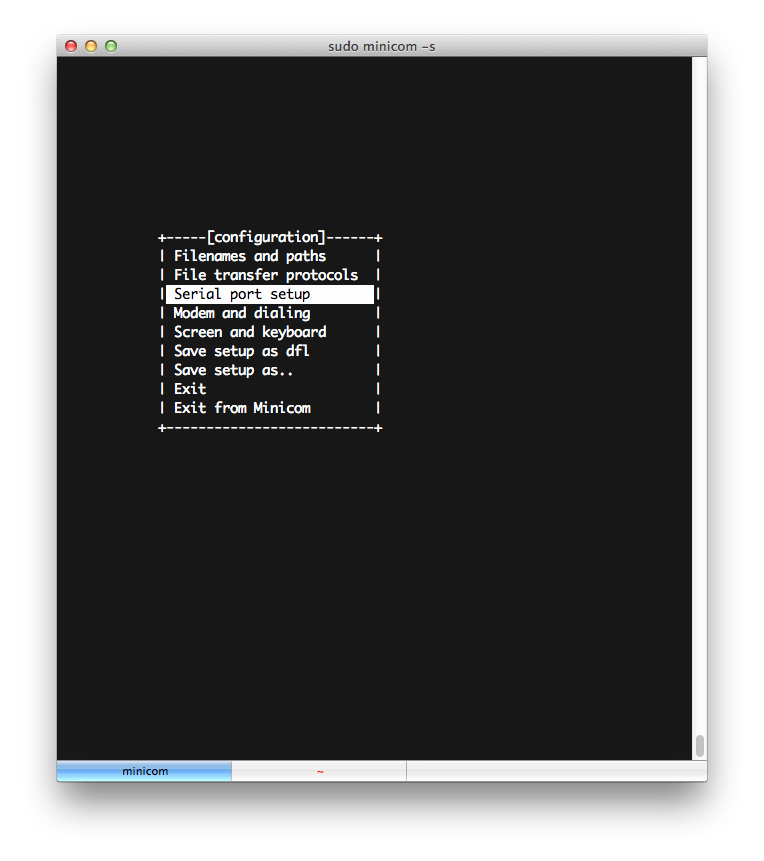 sudo minicom -s
+-----[configuration]------+
| Filenames and paths      |
| File transfer protocols  |
| Serial port setup        |
| Modem and dialing        |
| Screen and keyboard      |
| Save setup as dfl        |
| Save setup as..          |
| Exit                     |
| Exit from Minicom        |
+--------------------------+
minicom ~